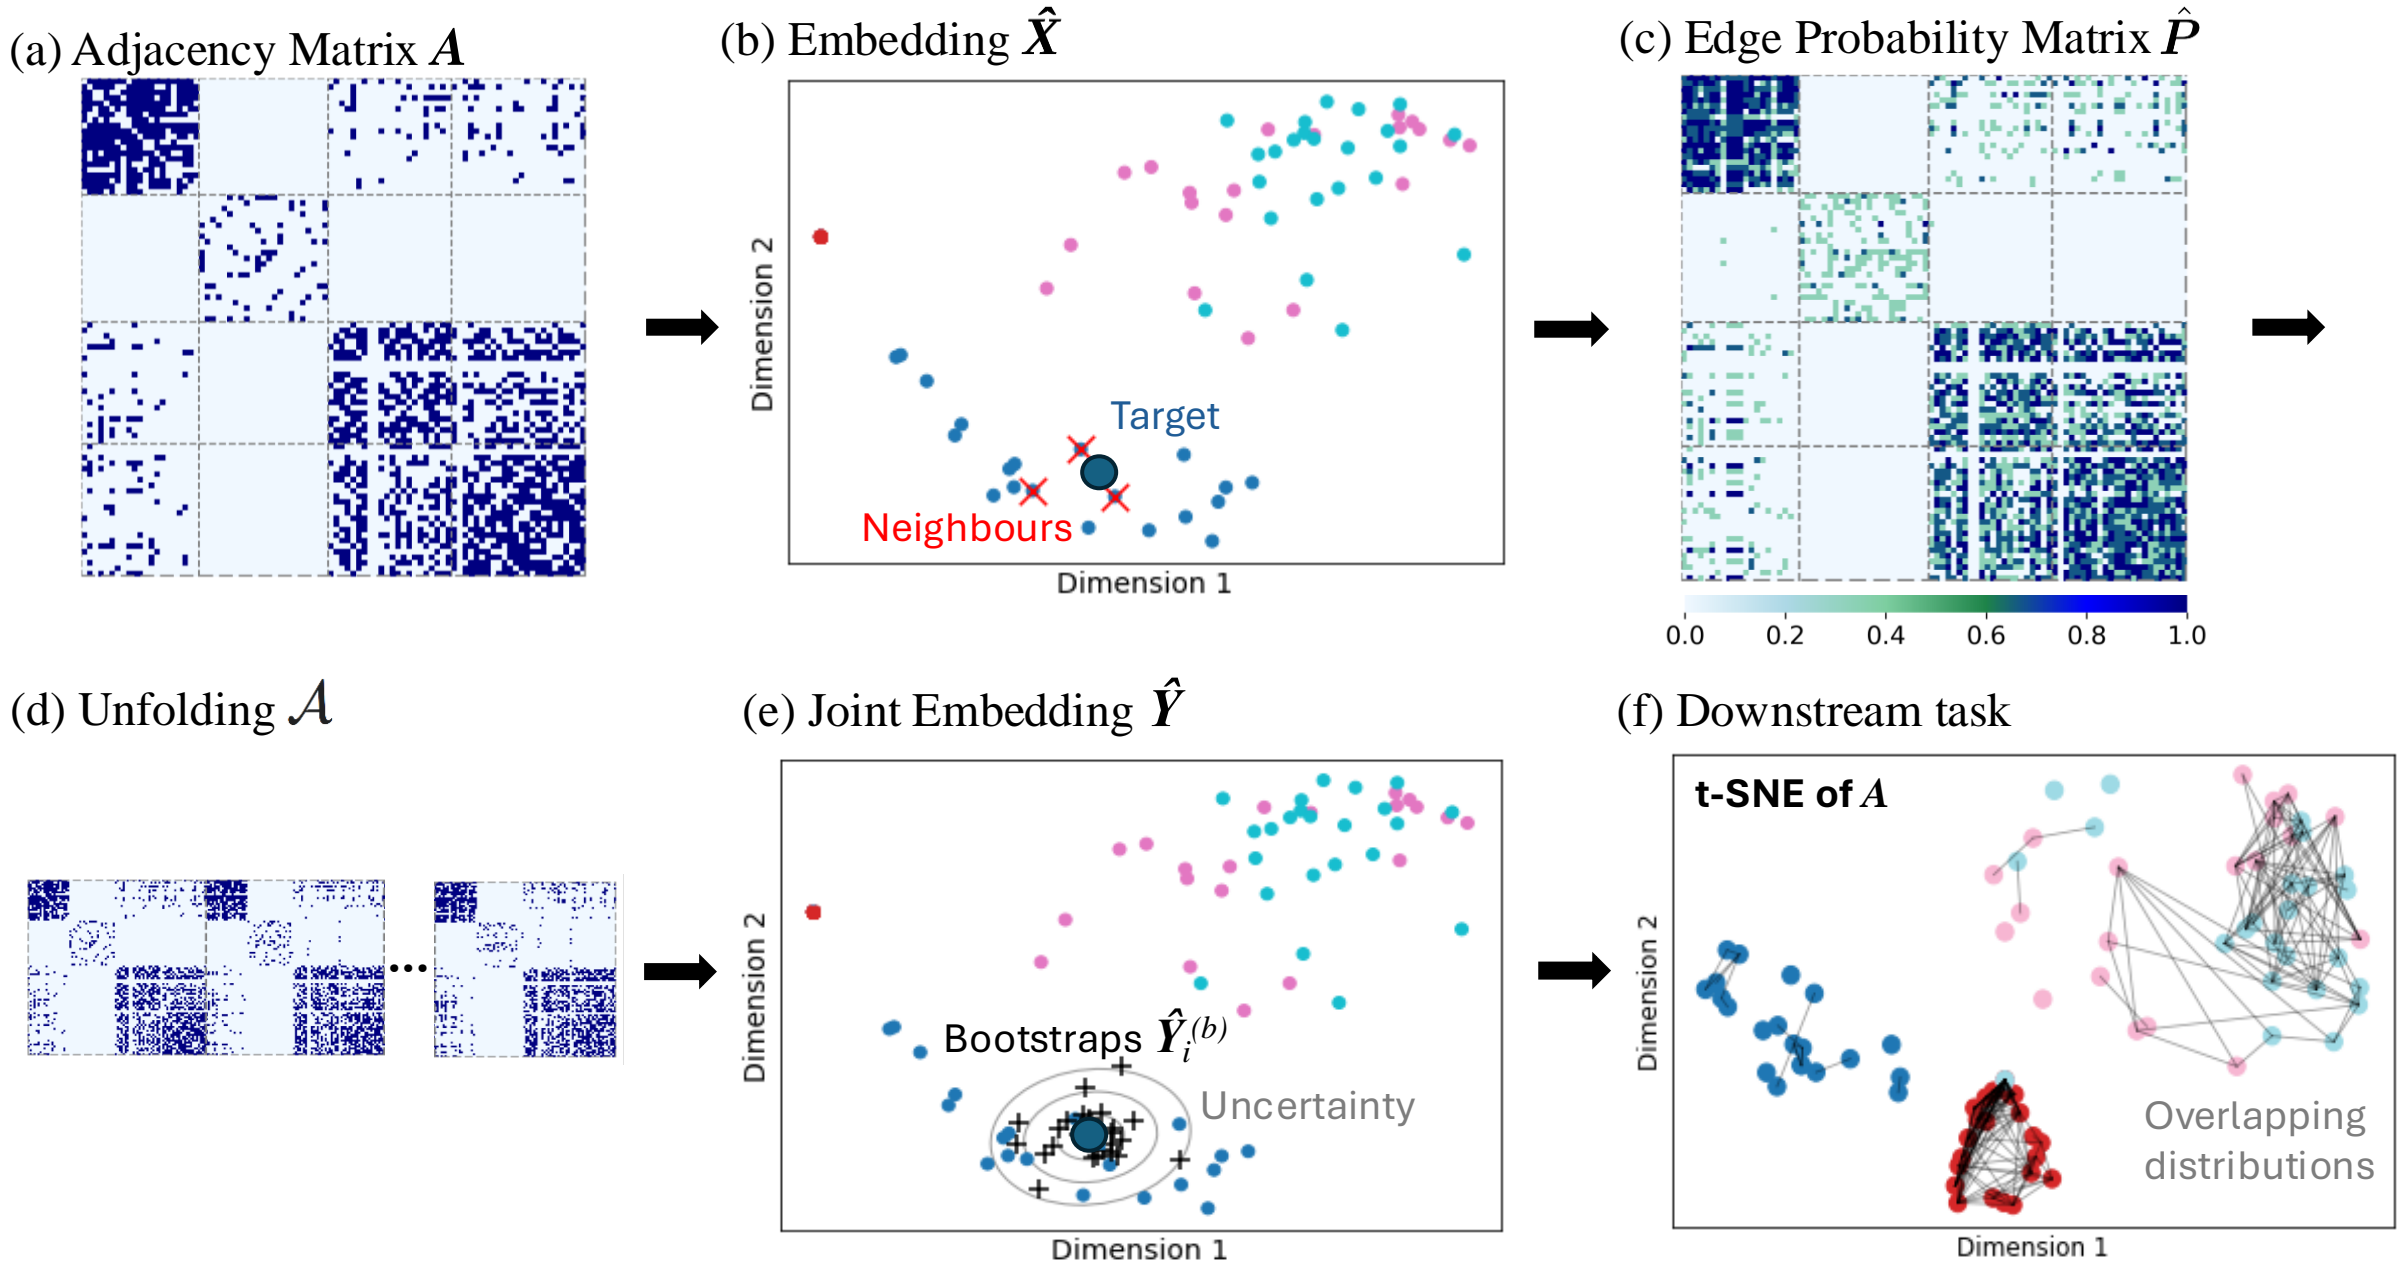 (a) Adjacency Matrix A
(b) Embedding X̂
Dimension 2
Target
Neighbours
Dimension 1
(c) Edge Probability Matrix P̂
0.0 0.2 0.4 0.6 0.8 1.0
(d) Unfolding 𝒜
...
(e) Joint Embedding Ŷ
Dimension 2
Bootstraps Ŷᵢ⁽ᵇ⁾
Uncertainty
Dimension 1
(f) Downstream task
t-SNE of A
Dimension 2
Overlapping
distributions
Dimension 1